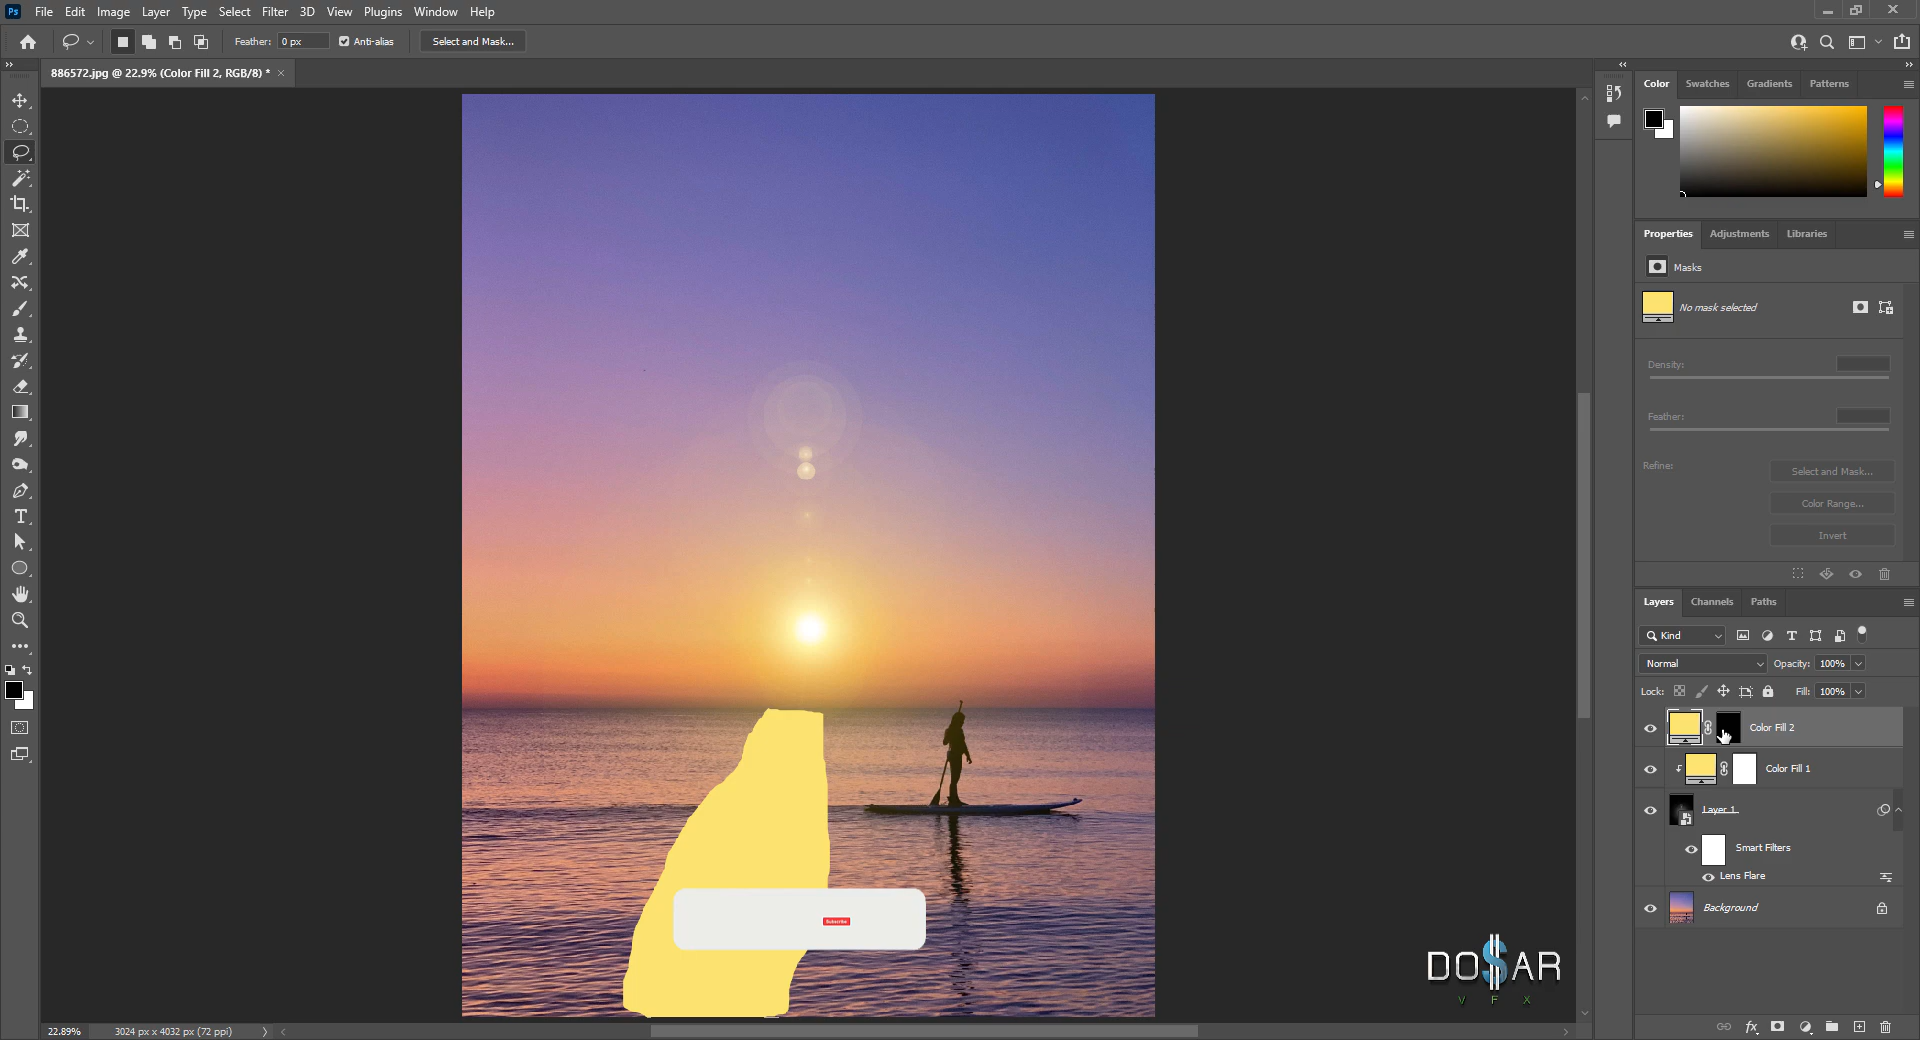 Ps File Edit Image Layer Type Select Filter 3D View Plugins Window Help
Feather: 0 px Anti-alias Select and Mask...
886572.jpg @ 22.9% (Color Fill 2, RGB/8) *
Color Swatches Gradients Patterns
Properties Adjustments Libraries
Masks
No mask selected
Density:
Feather:
Refine: Select and Mask...
Color Range...
Invert
Layers Channels Paths
Kind
Normal Opacity: 100%
Lock: Fill: 100%
Color Fill 2
Color Fill 1
Layer 1
Smart Filters
Lens Flare
Background
Subscribe
DO$AR
V F X
22.89% 3024 px x 4032 px (72 ppi)
fx